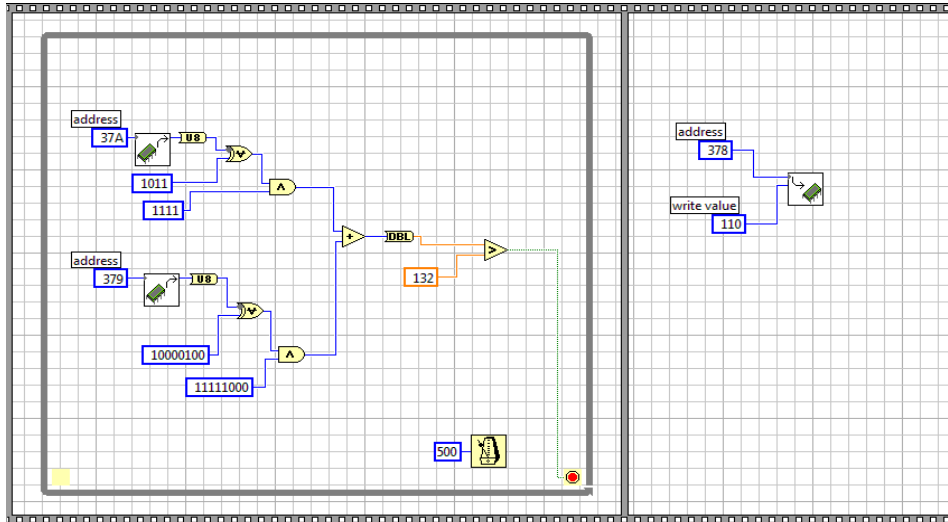 address
37A
U8
1011
1111
DBL
132
address
379
U8
10000100
11111000
500
address
378
write value
110